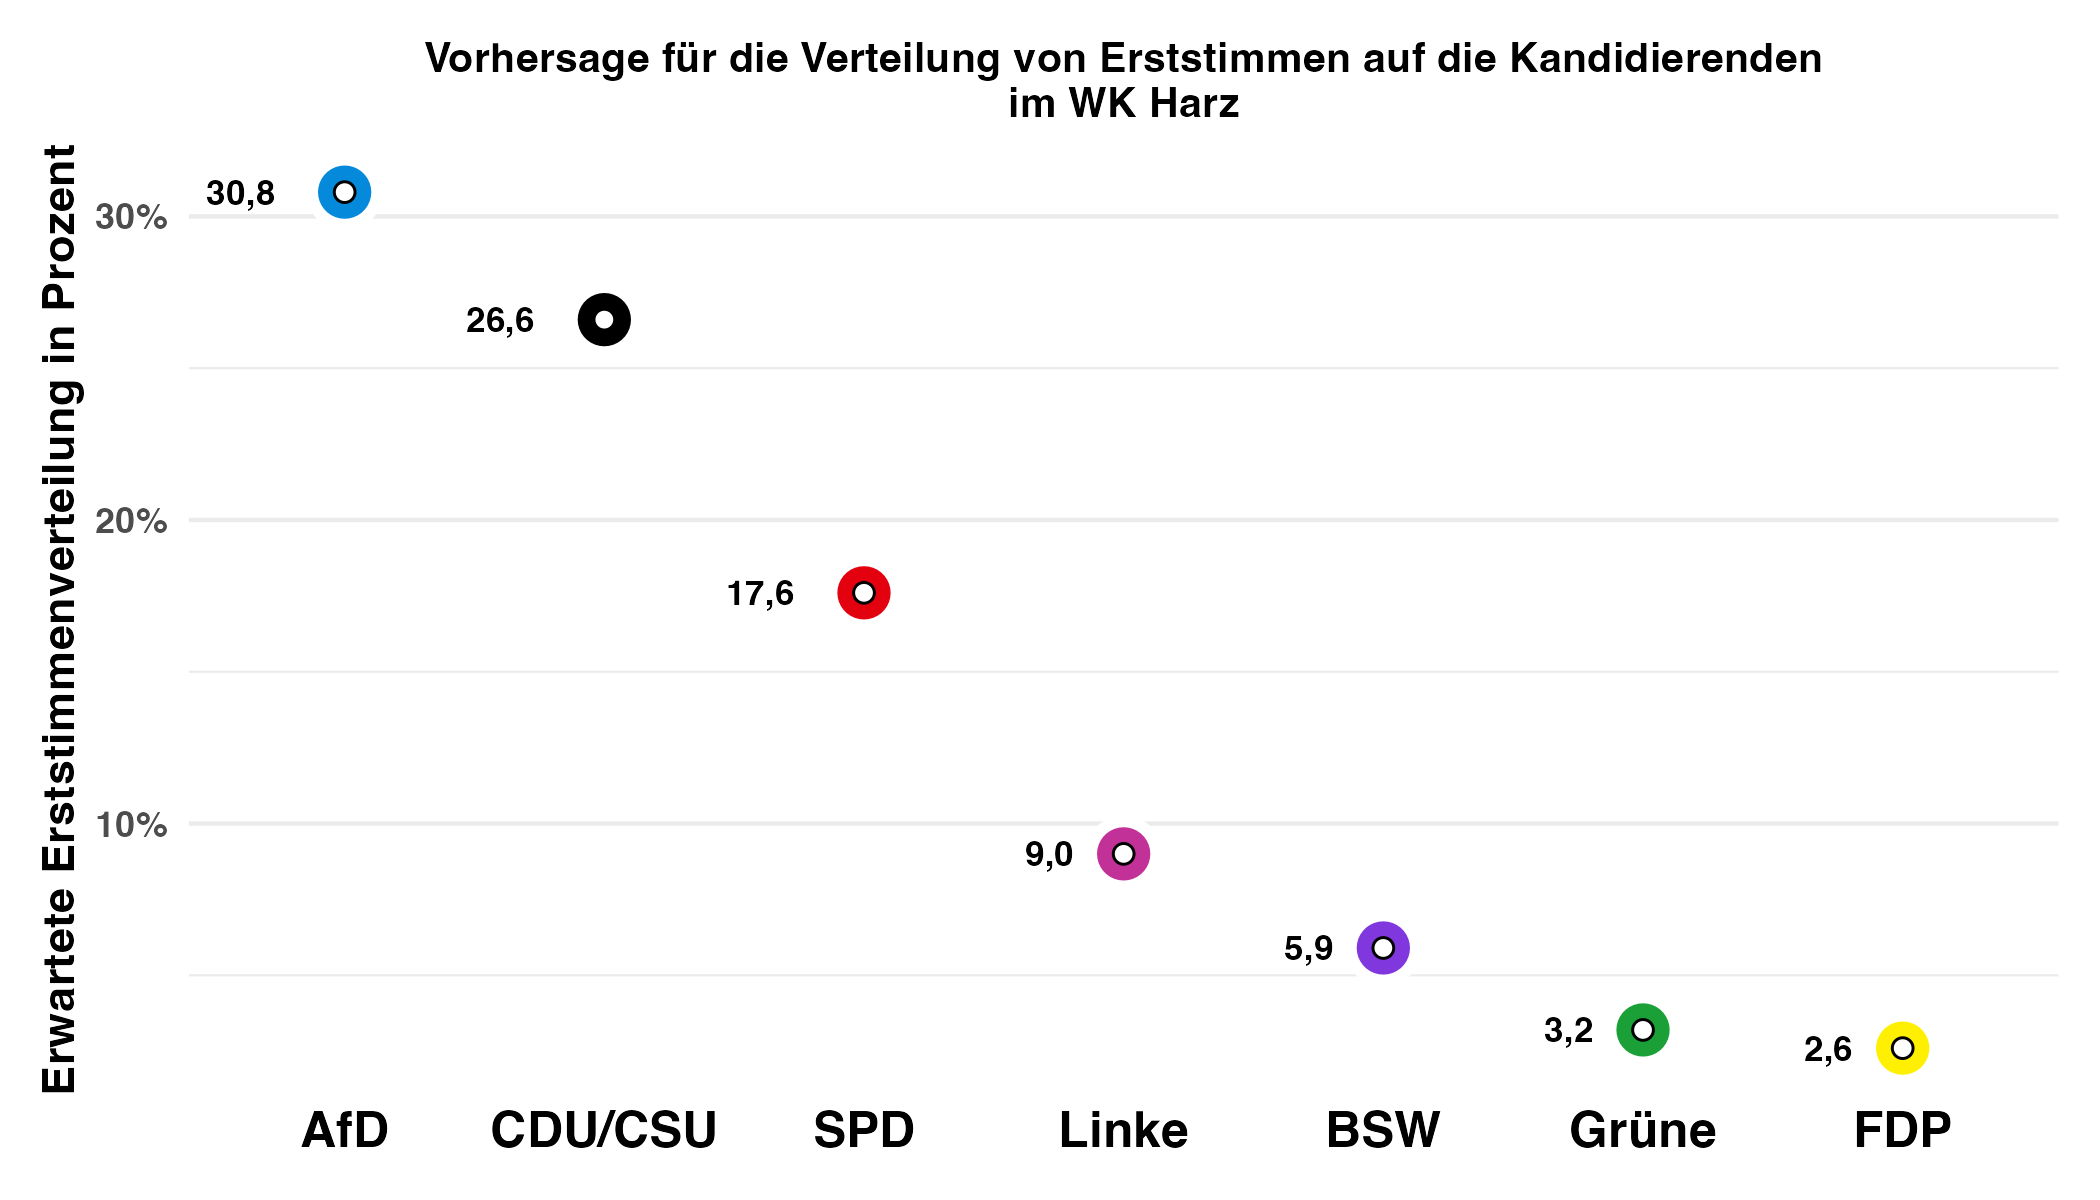 Vorhersage für die Verteilung von Erststimmen auf die Kandidierenden
im WK Harz
Erwartete Erststimmenverteilung in Prozent
30%
20%
10%
30,8
26,6
17,6
9,0
5,9
3,2
2,6
AfD
CDU/CSU
SPD
Linke
BSW
Grüne
FDP